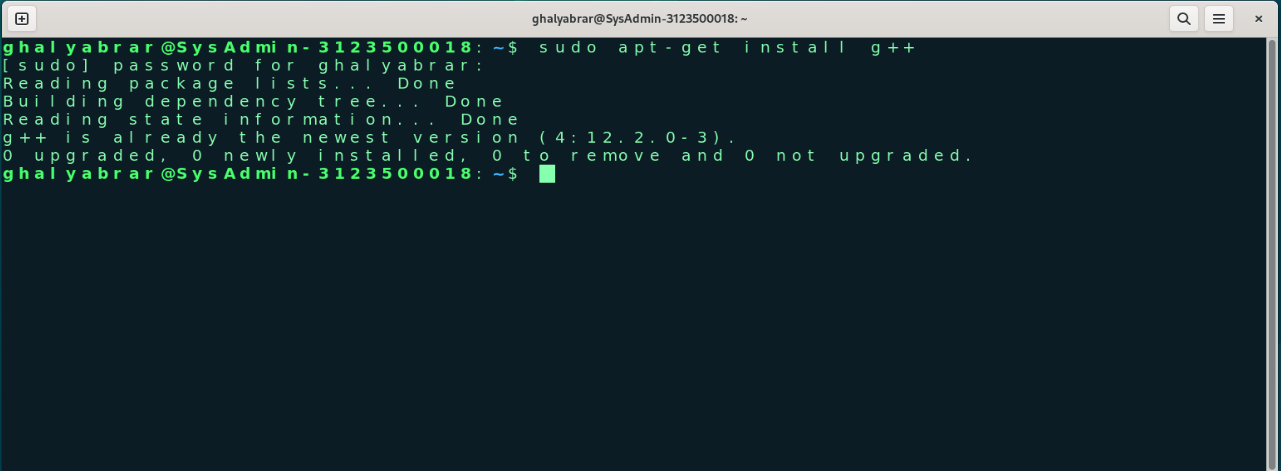 ghalyabrar@SysAdmin-3123500018: ~
ghalyabrar@SysAdmin-3123500018:~$ sudo apt-get install g++
[sudo] password for ghalyabrar:
Reading package lists... Done
Building dependency tree... Done
Reading state information... Done
g++ is already the newest version (4:12.2.0-3).
0 upgraded, 0 newly installed, 0 to remove and 0 not upgraded.
ghalyabrar@SysAdmin-3123500018:~$